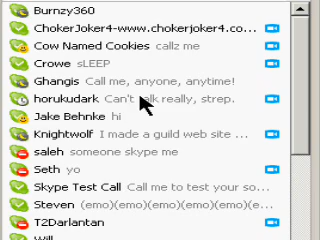 Burnzy360
ChokerJoker4-www.chokerjoker4.co...
Cow Named Cookies callz me
Crowe sLEEP
Ghangis Call me, anyone, anytime!
horukudark Can't talk really, strep.
Jake Behnke hi
Knightwolf I made a guild web site ...
saleh someone skype me
Seth yo
Skype Test Call Call me to test your so...
Steven (emo)(emo)(emo)(emo)(emo)(e...
T2Darlantan
Will